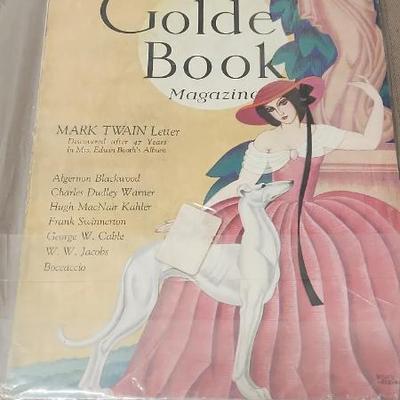 Golde
Book
Magazine
MARK TWAIN Letter
Discovered after 47 Years
in Mrs. Edwin Booth's Album
Algernon Blackwood
Charles Dudley Warner
Hugh MacNair Kahler
Frank Swinnerton
George W. Cable
W. W. Jacobs
Boccaccio